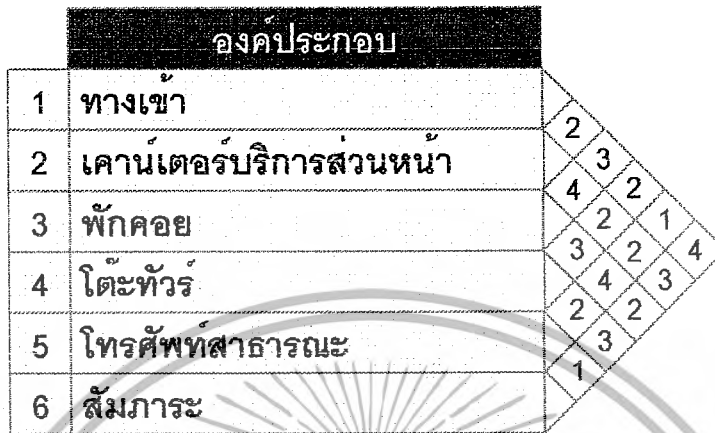 องค์ประกอบ
1 ทางเข้า
2 เคาน์เตอร์บริการส่วนหน้า
3 พักคอย
4 โต๊ะทัวร์
5 โทรศัพท์สาธารณะ
6 สัมภาระ
2
3
4 2
2 1
3 2 4
4 3
2 2
3
1